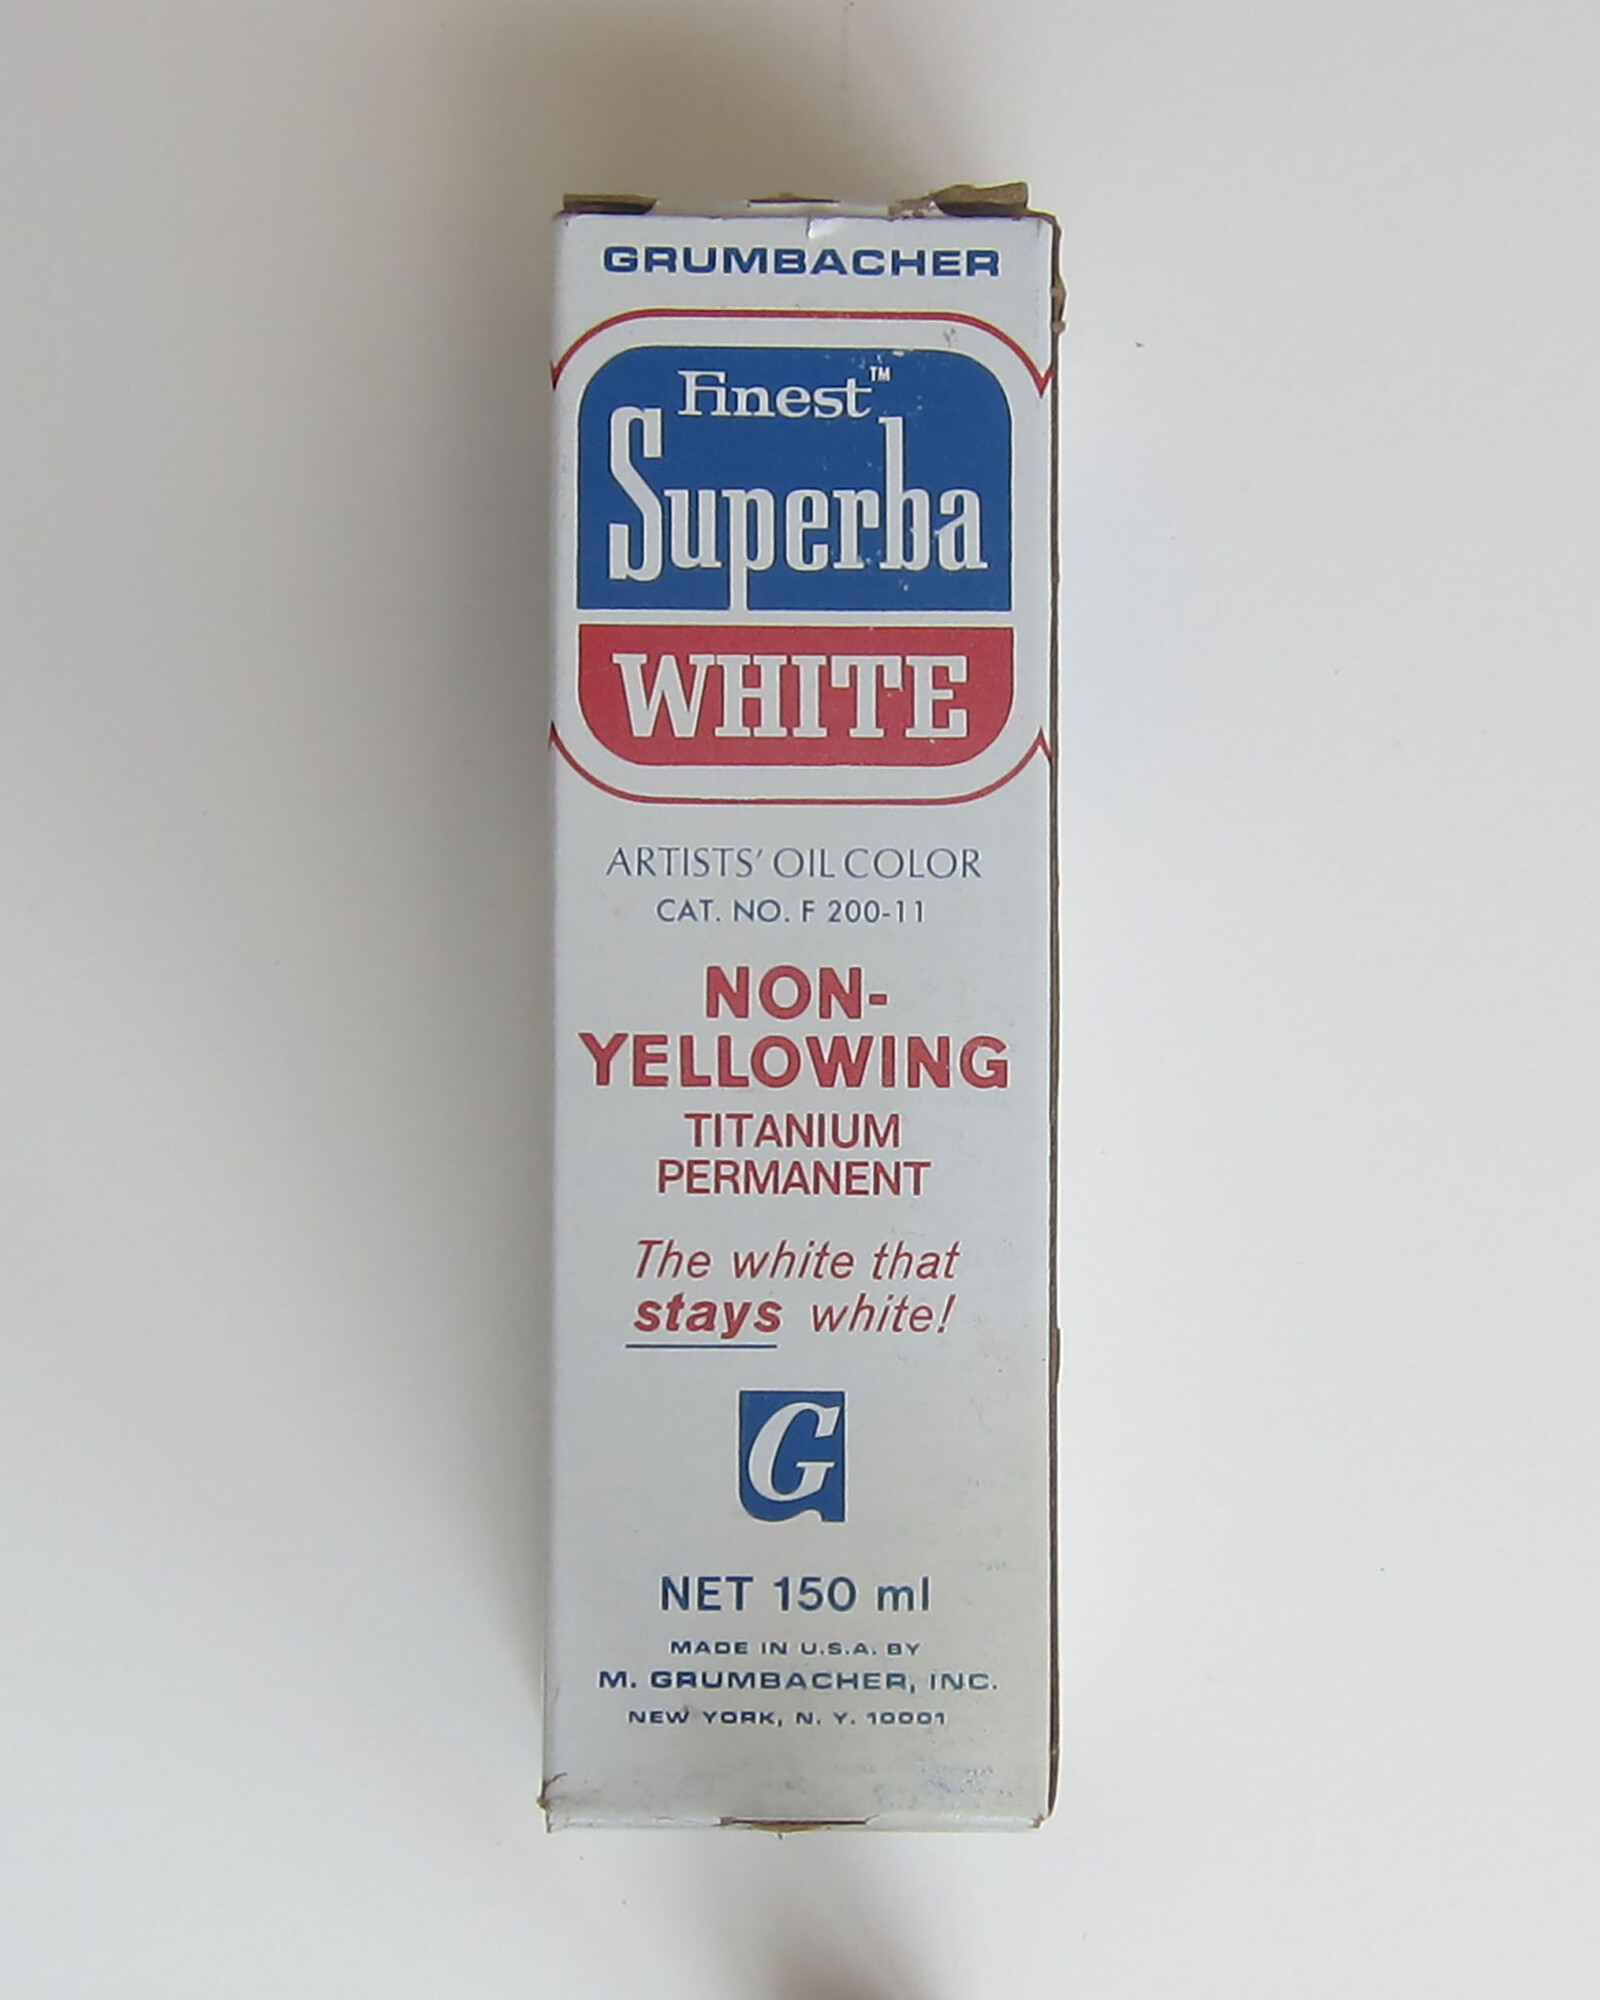 GRUMBACHER
Finest™
Superba
WHITE
ARTISTS' OIL COLOR
CAT. NO. F 200-11
NON-
YELLOWING
TITANIUM
PERMANENT
The white that
stays white!
G
NET 150 ml
MADE IN U.S.A. BY
M. GRUMBACHER, INC.
NEW YORK, N. Y. 10001